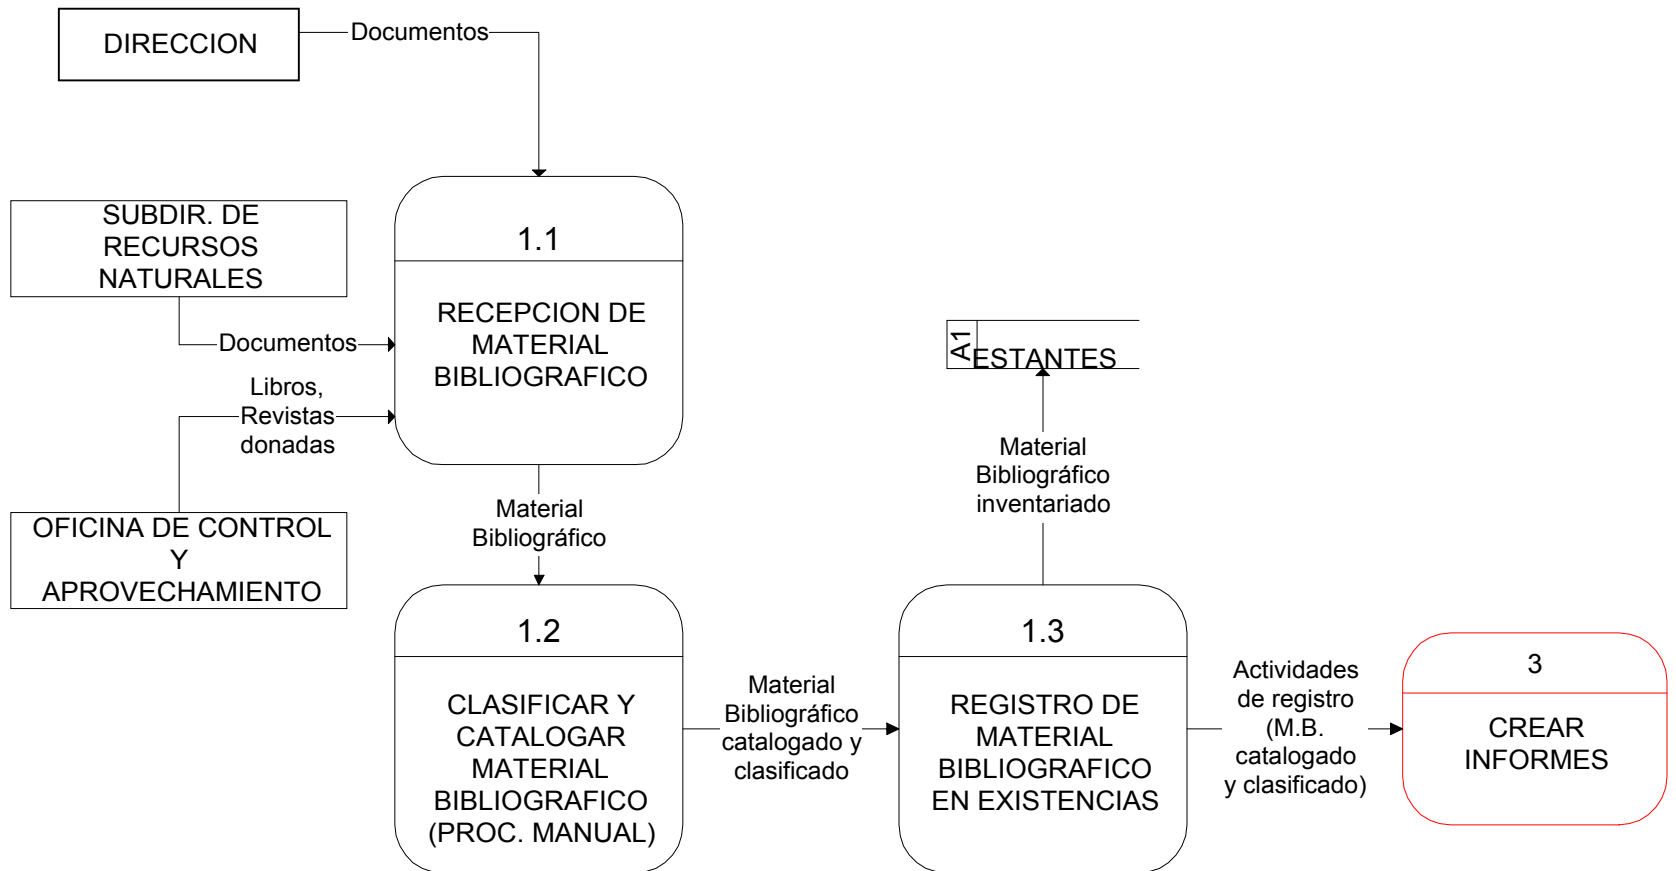 DIRECCION
Documentos
SUBDIR. DE
RECURSOS
NATURALES
1.1
RECEPCION DE
MATERIAL
BIBLIOGRAFICO
Documentos
Libros,
Revistas
donadas
OFICINA DE CONTROL
Y
APROVECHAMIENTO
Material
Bibliográfico
A1
ESTANTES
Material
Bibliográfico
inventariado
1.2
CLASIFICAR Y
CATALOGAR
MATERIAL
BIBLIOGRAFICO
(PROC. MANUAL)
Material
Bibliográfico
catalogado y
clasificado
1.3
REGISTRO DE
MATERIAL
BIBLIOGRAFICO
EN EXISTENCIAS
Actividades
de registro
(M.B.
catalogado
y clasificado)
3
CREAR
INFORMES